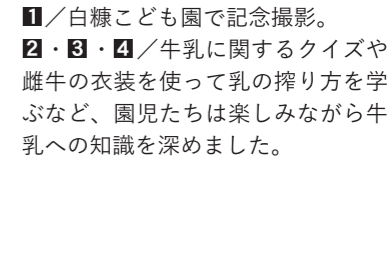 1／白糠こども園で記念撮影。
2・3・4／牛乳に関するクイズや
雌牛の衣装を使って乳の搾り方を学
ぶなど、園児たちは楽しみながら牛
乳への知識を深めました。